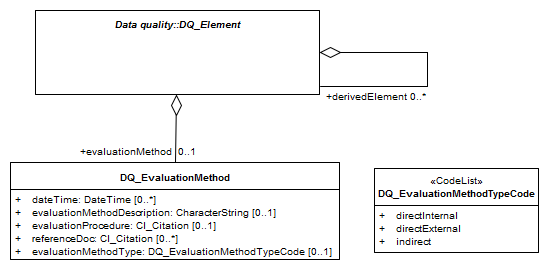 Data quality::DQ_Element
+derivedElement 0..*
+evaluationMethod 0..1
DQ_EvaluationMethod
+ dateTime: DateTime [0..*]
+ evaluationMethodDescription: CharacterString [0..1]
+ evaluationProcedure: CI_Citation [0..1]
+ referenceDoc: CI_Citation [0..*]
+ evaluationMethodType: DQ_EvaluationMethodTypeCode [0..1]
«CodeList»
DQ_EvaluationMethodTypeCode
+ directInternal
+ directExternal
+ indirect